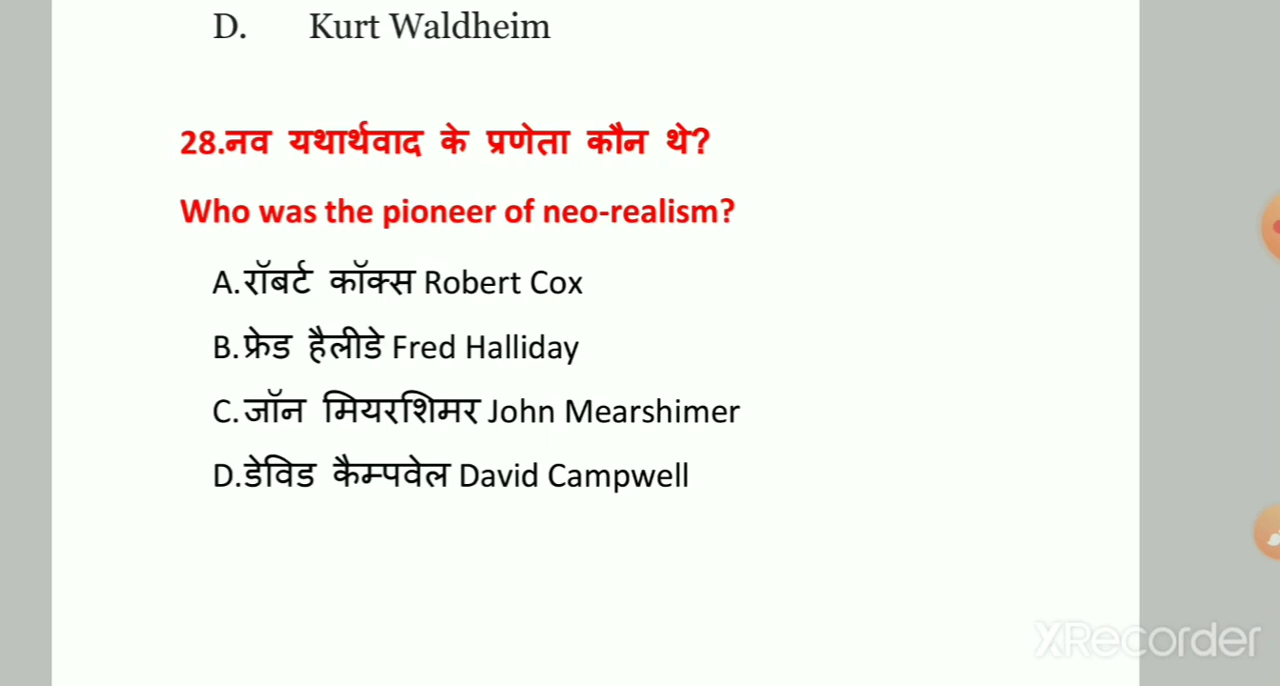 D. Kurt Waldheim
28.नव यथार्थवाद के प्रणेता कौन थे?
Who was the pioneer of neo-realism?
A.रॉबर्ट कॉक्स Robert Cox
B.फ्रेड हैलीडे Fred Halliday
C.जॉन मियरशिमर John Mearshimer
D.डेविड कैम्पवेल David Campwell
XRecorder